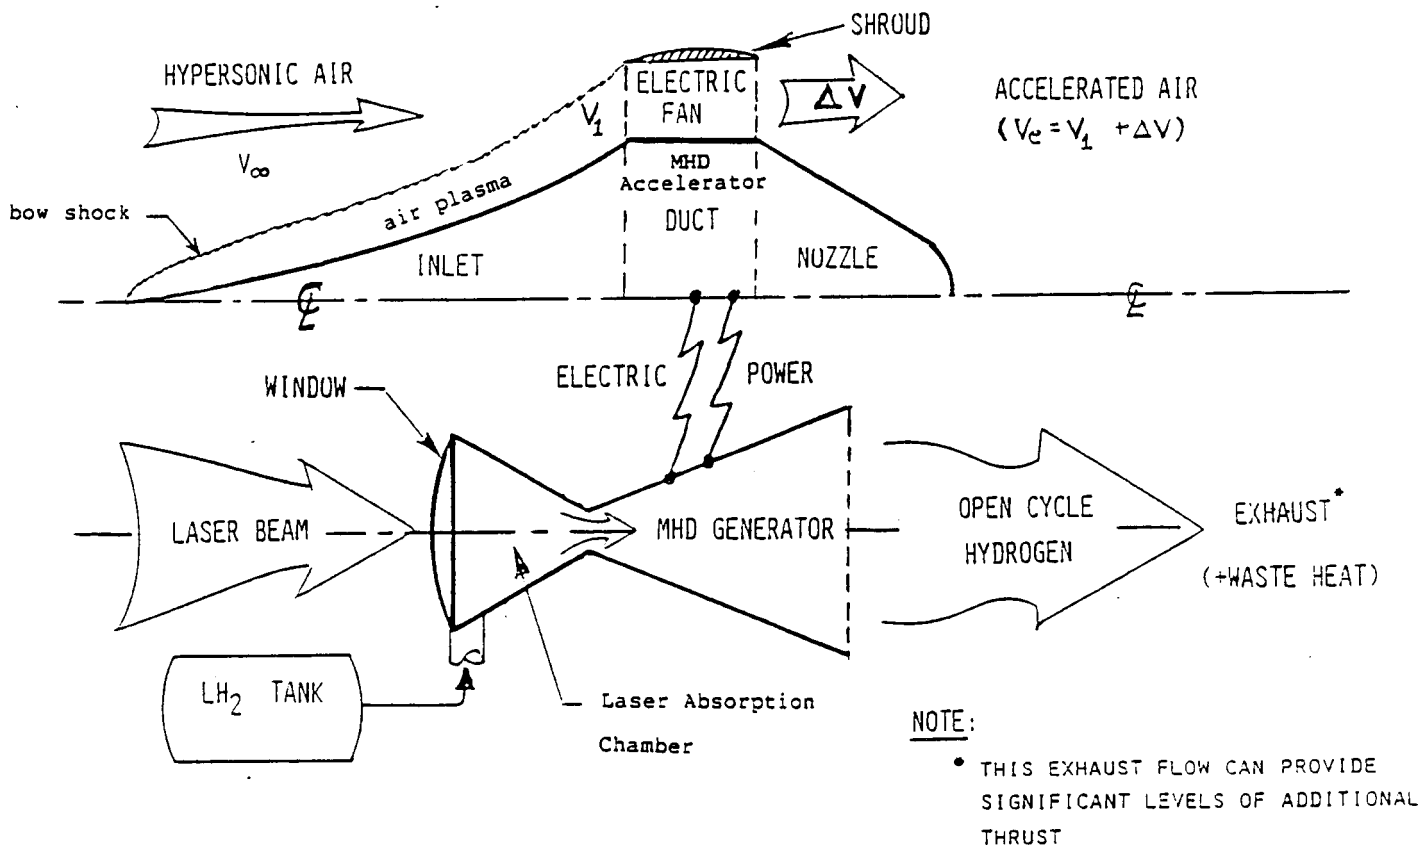 SHROUD
HYPERSONIC AIR
V∞
V₁
ELECTRIC
FAN
ΔV
ACCELERATED AIR
(Ve = V₁ + ΔV)
bow shock
air plasma
MHD
Accelerator
DUCT
INLET
NOZZLE
℄
℄
ELECTRIC POWER
WINDOW
LASER BEAM
MHD GENERATOR
OPEN CYCLE
HYDROGEN
EXHAUST*
(+WASTE HEAT)
LH₂ TANK
Laser Absorption
Chamber
NOTE:
• THIS EXHAUST FLOW CAN PROVIDE
SIGNIFICANT LEVELS OF ADDITIONAL
THRUST